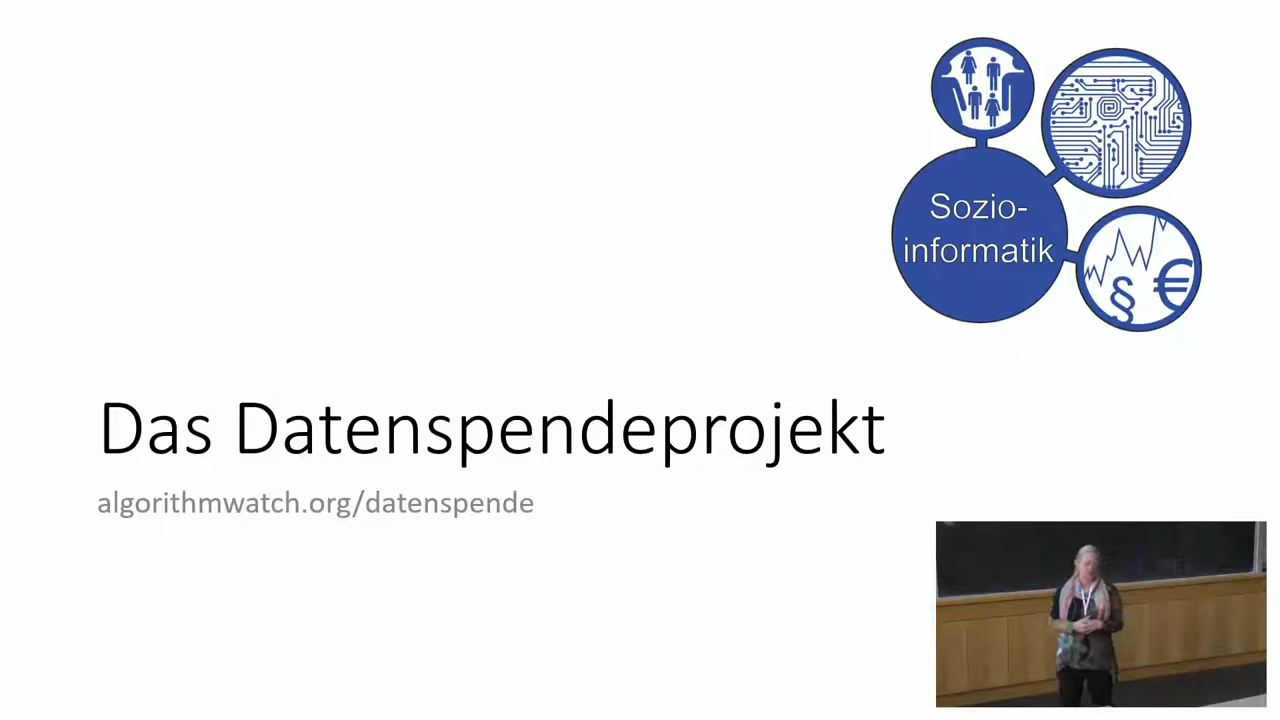 Sozio-
informatik
§
€
Das Datenspendeprojekt
algorithmwatch.org/datenspende